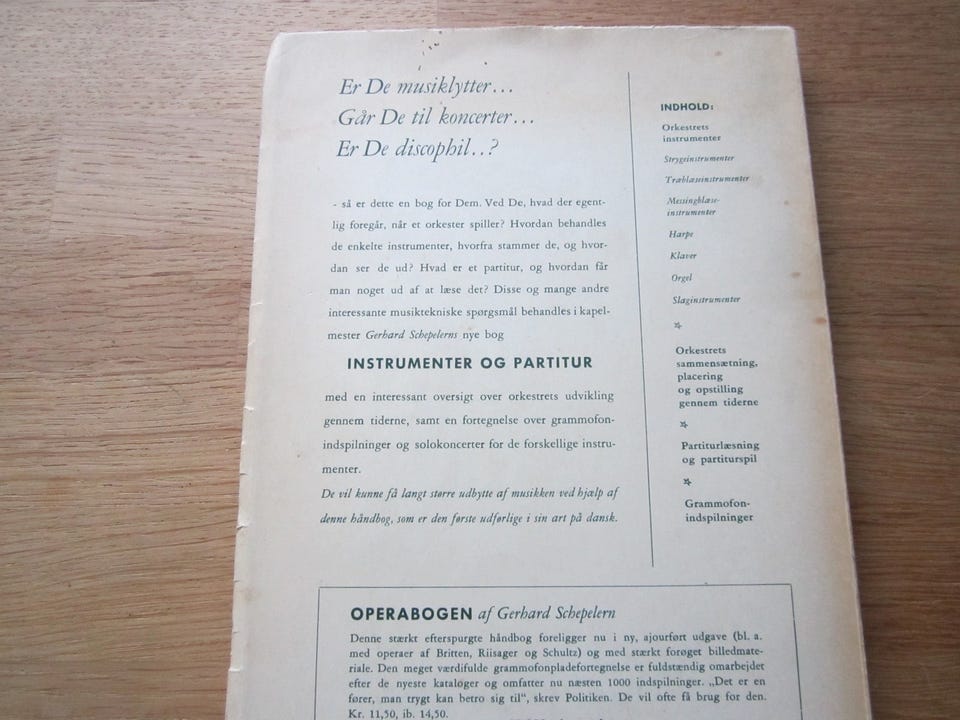 Er De musiklytter...
Går De til koncerter...
Er De discophil..?
- så er dette en bog for Dem. Ved De, hvad der egent-
lig foregår, når et orkester spiller? Hvordan behandles
de enkelte instrumenter, hvorfra stammer de, og hvor-
dan ser de ud? Hvad er et partitur, og hvordan får
man noget ud af at læse det? Disse og mange andre
interessante musiktekniske spørgsmål behandles i kapel-
mester Gerhard Schepelerns nye bog
INSTRUMENTER OG PARTITUR
med en interessant oversigt over orkestrets udvikling
gennem tiderne, samt en fortegnelse over grammofon-
indspilninger og solokoncerter for de forskellige instru-
menter.
De vil kunne få langt større udbytte af musikken ved hjælp af
denne håndbog, som er den første udførlige i sin art på dansk.
INDHOLD:
Orkestrets
instrumenter
Strygeinstrumenter
Træblæseinstrumenter
Messingblæse-
instrumenter
Harpe
Klaver
Orgel
Slaginstrumenter
Orkestrets
sammensætning,
placering
og opstilling
gennem tiderne
Partiturlæsning
og partiturspil
Grammofon-
indspilninger
OPERABOGEN af Gerhard Schepelern
Denne stærkt efterspurgte håndbog foreligger nu i ny, ajourført udgave (bl. a.
med operaer af Britten, Riisager og Schultz) og med stærkt forøget billedmate-
riale. Den meget værdifulde grammofonpladefortegnelse er fuldstændig omarbejdet
efter de nyeste kataloger og omfatter nu næsten 1000 indspilninger. „Det er en
fører, man trygt kan betro sig til“, skrev Politiken. De vil ofte få brug for den.
Kr. 11,50, ib. 14,50.